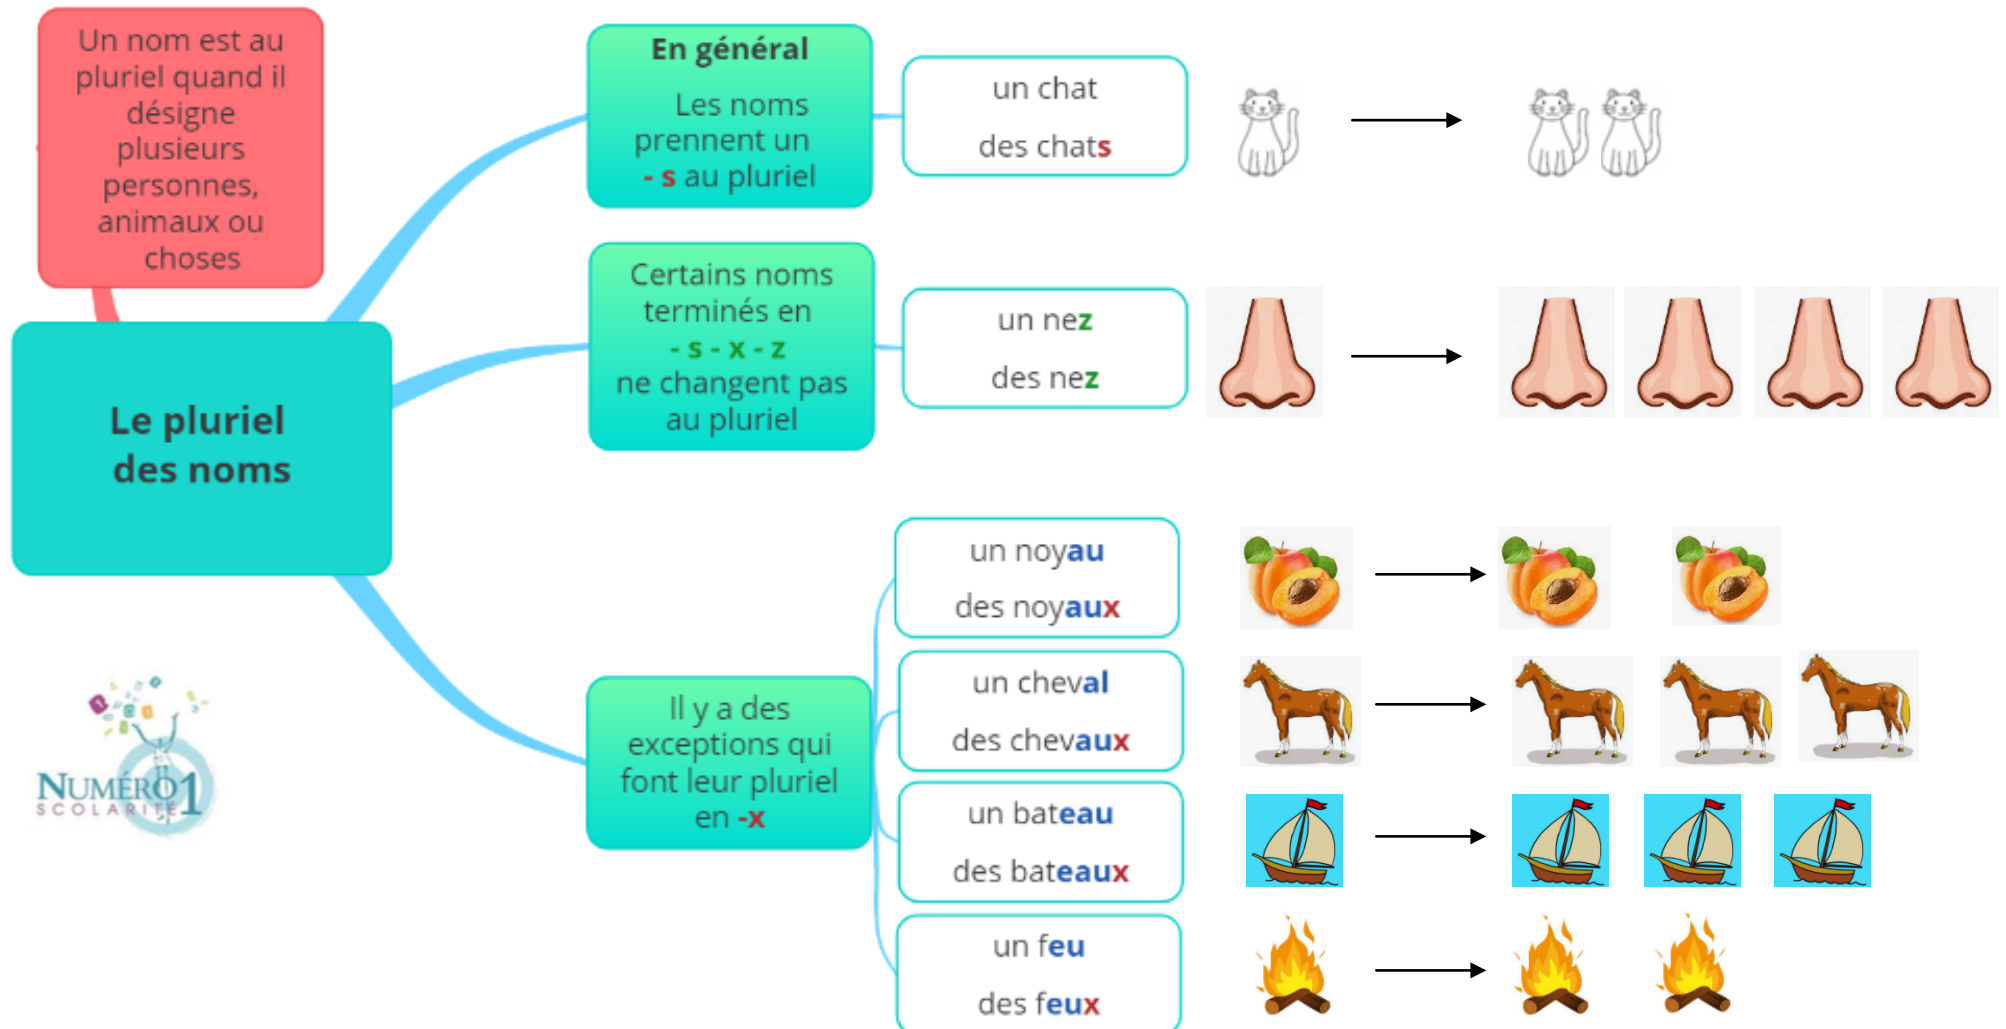 Un nom est au
pluriel quand il
désigne
plusieurs
personnes,
animaux ou
choses
Le pluriel
des noms
En général
Les noms
prennent un
- s au pluriel
un chat
des chats
Certains noms
terminés en
- s - x - z
ne changent pas
au pluriel
un nez
des nez
Il y a des
exceptions qui
font leur pluriel
en -x
un noyau
des noyaux
un cheval
des chevaux
un bateau
des bateaux
un feu
des feux
NUMÉRO1
SCOLARITÉ